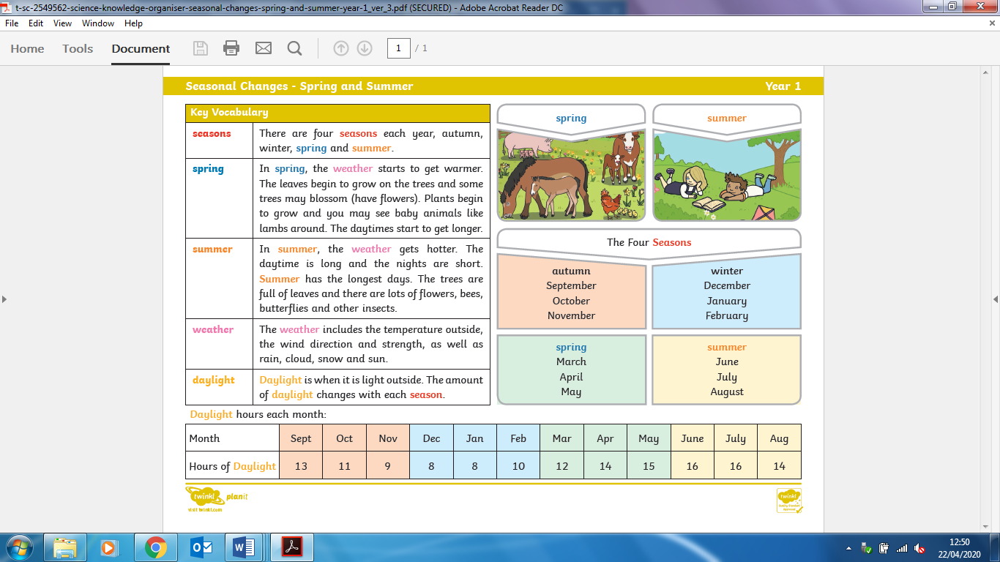 t-sc-2549562-science-knowledge-organiser-seasonal-changes-spring-and-summer-year-1_ver_3.pdf (SECURED) - Adobe Acrobat Reader DC
File Edit View Window Help
Home Tools Document 1 / 1
Seasonal Changes - Spring and Summer Year 1
Key Vocabulary
seasons
There are four seasons each year, autumn,
winter, spring and summer.
spring
In spring, the weather starts to get warmer.
The leaves begin to grow on the trees and some
trees may blossom (have flowers). Plants begin
to grow and you may see baby animals like
lambs around. The daytimes start to get longer.
summer
In summer, the weather gets hotter. The
daytime is long and the nights are short.
Summer has the longest days. The trees are
full of leaves and there are lots of flowers, bees,
butterflies and other insects.
weather
The weather includes the temperature outside,
the wind direction and strength, as well as
rain, cloud, snow and sun.
daylight
Daylight is when it is light outside. The amount
of daylight changes with each season.
spring
summer
The Four Seasons
autumn
September
October
November
winter
December
January
February
spring
March
April
May
summer
June
July
August
Daylight hours each month:
Month Sept Oct Nov Dec Jan Feb Mar Apr May June July Aug
Hours of Daylight 13 11 9 8 8 10 12 14 15 16 16 14
twinkl planit
visit twinkl.com
twinkl
Quality Standard
Approved
12:50
22/04/2020